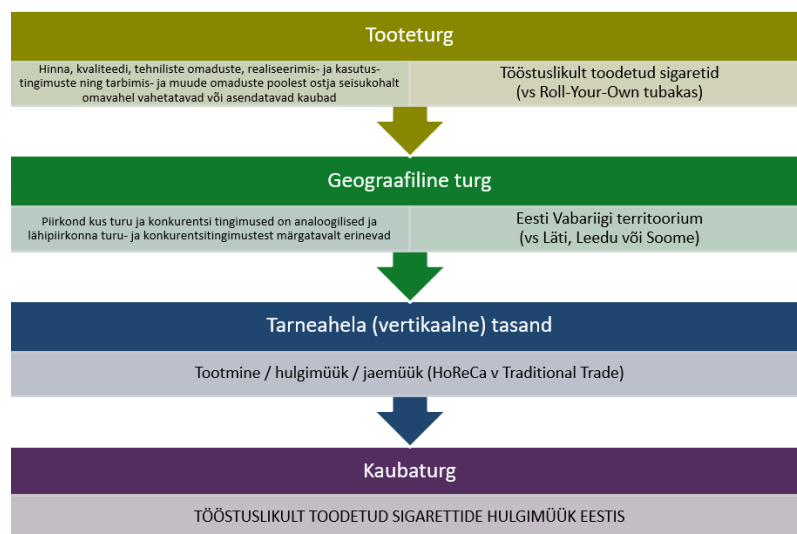 Tooteturg
Hinna, kvaliteedi, tehniliste omaduste, realiseerimis- ja kasutus-
tingimuste ning tarbimis- ja muude omaduste poolest ostja seisukohalt
omavahel vahetatavad või asendatavad kaubad
Tööstuslikult toodetud sigaretid
(vs Roll-Your-Own tubakas)
Geograafiline turg
Piirkond kus turu ja konkurentsi tingimused on analoogilised ja
lähipiirkonna turu- ja konkurentsitingimustest märgatavalt erinevad
Eesti Vabariigi territoorium
(vs Läti, Leedu või Soome)
Tarneahela (vertikaalne) tasand
Tootmine / hulgimüük / jaemüük (HoReCa v Traditional Trade)
Kaubaturg
TÖÖSTUSLIKULT TOODETUD SIGARETTIDE HULGIMÜÜK EESTIS